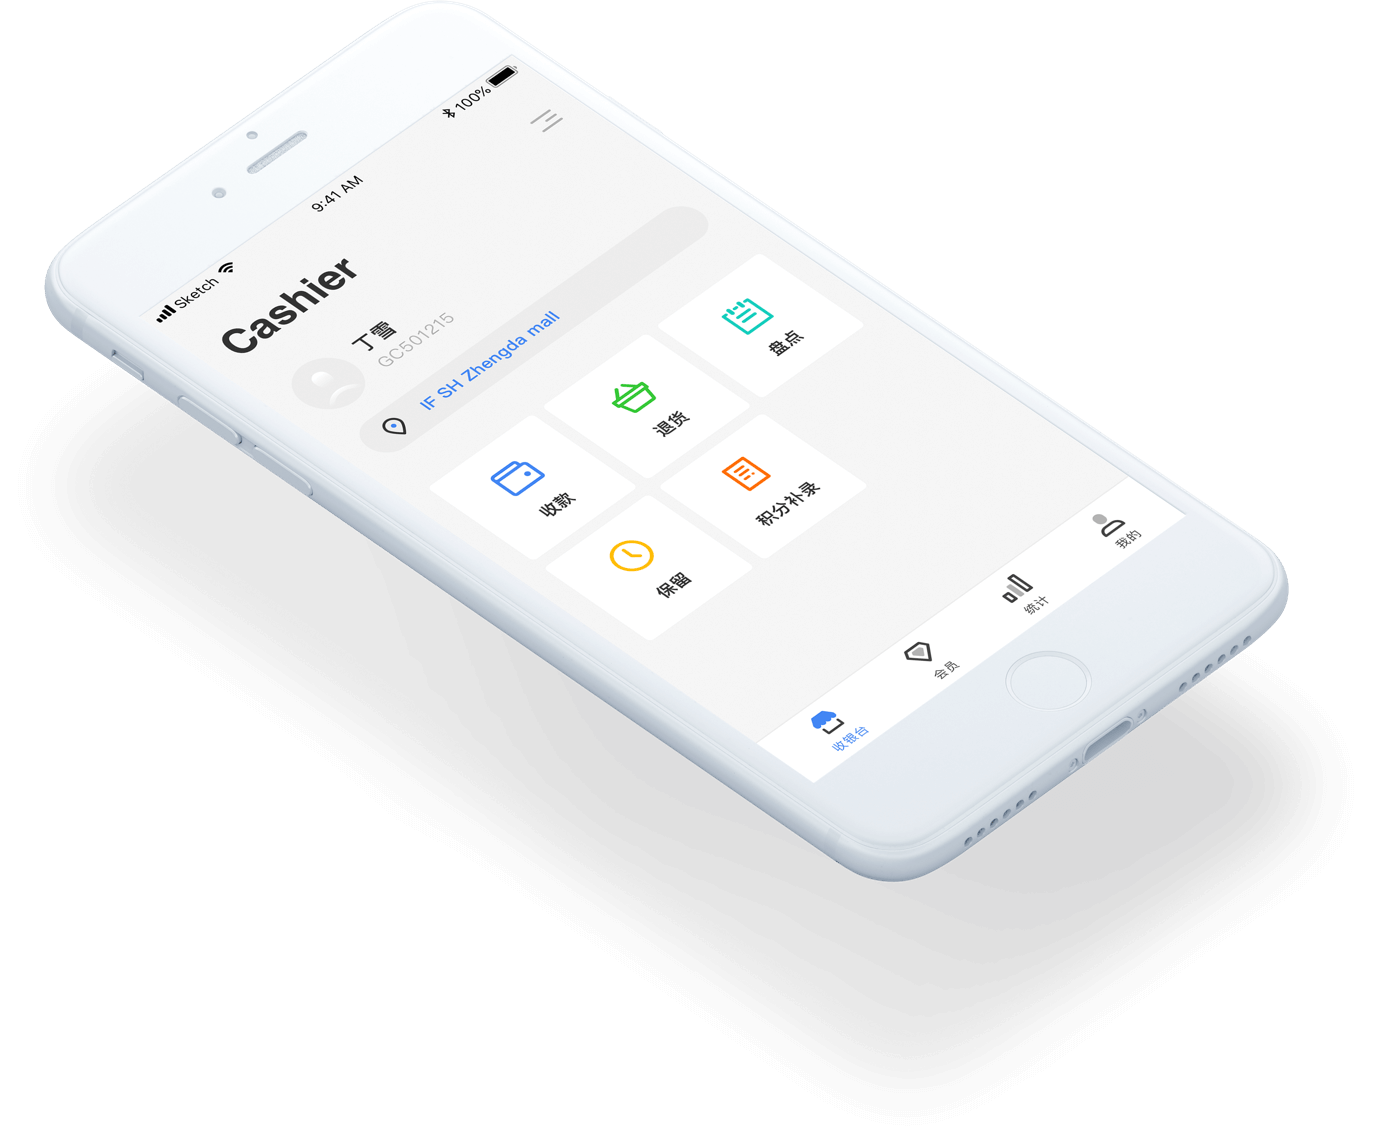 Sketch 9:41 AM 100%
Cashier
丁雪
GC501215
IF SH Zhengda mall
收款 退货 盘点
保留 积分补录
收银台 会员 统计 我的